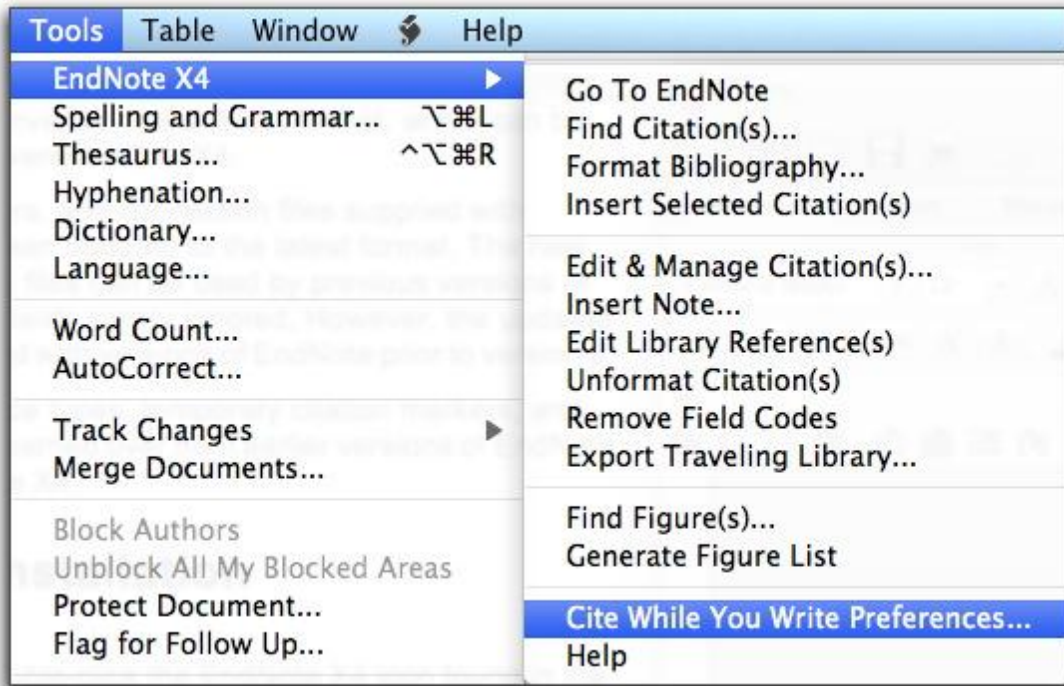 Tools Table Window Help
EndNote X4
Spelling and Grammar... ⌥⌘L
Thesaurus... ^⌥⌘R
Hyphenation...
Dictionary...
Language...
Word Count...
AutoCorrect...
Track Changes
Merge Documents...
Block Authors
Unblock All My Blocked Areas
Protect Document...
Flag for Follow Up...
Go To EndNote
Find Citation(s)...
Format Bibliography...
Insert Selected Citation(s)
Edit & Manage Citation(s)...
Insert Note...
Edit Library Reference(s)
Unformat Citation(s)
Remove Field Codes
Export Traveling Library...
Find Figure(s)...
Generate Figure List
Cite While You Write Preferences...
Help